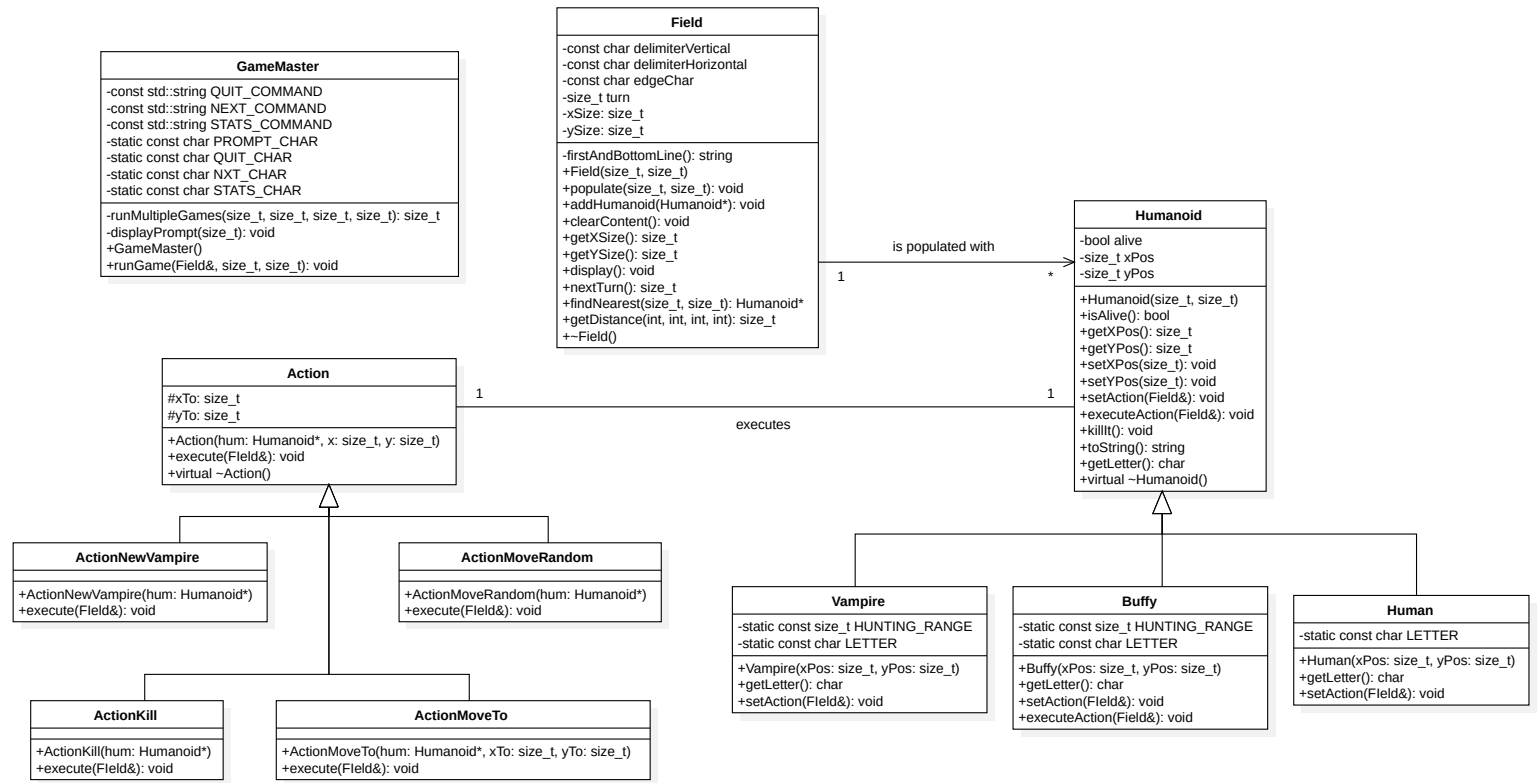 GameMaster
-const std::string QUIT_COMMAND
-const std::string NEXT_COMMAND
-const std::string STATS_COMMAND
-static const char PROMPT_CHAR
-static const char QUIT_CHAR
-static const char NXT_CHAR
-static const char STATS_CHAR
-runMultipleGames(size_t, size_t, size_t, size_t): size_t
-displayPrompt(size_t): void
+GameMaster()
+runGame(Field&, size_t, size_t): void
Field
-const char delimiterVertical
-const char delimiterHorizontal
-const char edgeChar
-size_t turn
-xSize: size_t
-ySize: size_t
-firstAndBottomLine(): string
+Field(size_t, size_t)
+populate(size_t, size_t): void
+addHumanoid(Humanoid*): void
+clearContent(): void
+getXSize(): size_t
+getYSize(): size_t
+display(): void
+nextTurn(): size_t
+findNearest(size_t, size_t): Humanoid*
+getDistance(int, int, int, int): size_t
+~Field()
is populated with
1
*
Humanoid
-bool alive
-size_t xPos
-size_t yPos
+Humanoid(size_t, size_t)
+isAlive(): bool
+getXPos(): size_t
+getYPos(): size_t
+setXPos(size_t): void
+setYPos(size_t): void
+setAction(Field&): void
+executeAction(Field&): void
+killIt(): void
+toString(): string
+getLetter(): char
+virtual ~Humanoid()
Action
#xTo: size_t
#yTo: size_t
+Action(hum: Humanoid*, x: size_t, y: size_t)
+execute(FIeld&): void
+virtual ~Action()
1
1
executes
ActionNewVampire
+ActionNewVampire(hum: Humanoid*)
+execute(FIeld&): void
ActionMoveRandom
+ActionMoveRandom(hum: Humanoid*)
+execute(FIeld&): void
ActionKill
+ActionKill(hum: Humanoid*)
+execute(FIeld&): void
ActionMoveTo
+ActionMoveTo(hum: Humanoid*, xTo: size_t, yTo: size_t)
+execute(FIeld&): void
Vampire
-static const size_t HUNTING_RANGE
-static const char LETTER
+Vampire(xPos: size_t, yPos: size_t)
+getLetter(): char
+setAction(FIeld&): void
Buffy
-static const size_t HUNTING_RANGE
-static const char LETTER
+Buffy(xPos: size_t, yPos: size_t)
+getLetter(): char
+setAction(FIeld&): void
+executeAction(Field&): void
Human
-static const char LETTER
+Human(xPos: size_t, yPos: size_t)
+getLetter(): char
+setAction(FIeld&): void